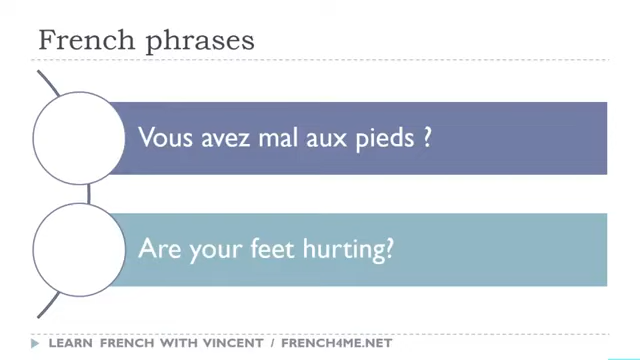 French phrases
Vous avez mal aux pieds ?
Are your feet hurting?
LEARN FRENCH WITH VINCENT / FRENCH4ME.NET